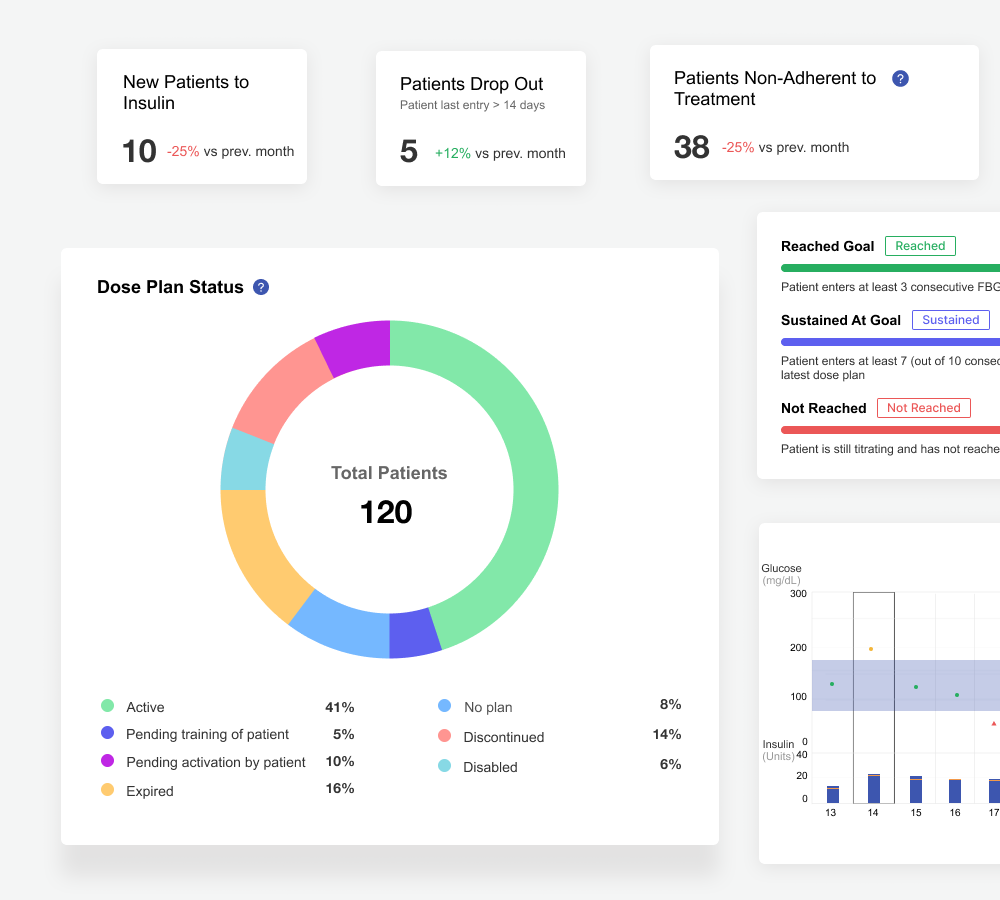 New Patients to
Insulin
10 -25% vs prev. month
Patients Drop Out
Patient last entry > 14 days
5 +12% vs prev. month
Patients Non-Adherent to ?
Treatment
38 -25% vs prev. month
Dose Plan Status ?
Total Patients
120
Active 41%
Pending training of patient 5%
Pending activation by patient 10%
Expired 16%
No plan 8%
Discontinued 14%
Disabled 6%
Reached Goal Reached
Patient enters at least 3 consecutive FBG
Sustained At Goal Sustained
Patient enters at least 7 (out of 10 consec
latest dose plan
Not Reached Not Reached
Patient is still titrating and has not reache
Glucose
(mg/dL)
300
200
100
0
Insulin
(Units) 40
20
0
13 14 15 16 17